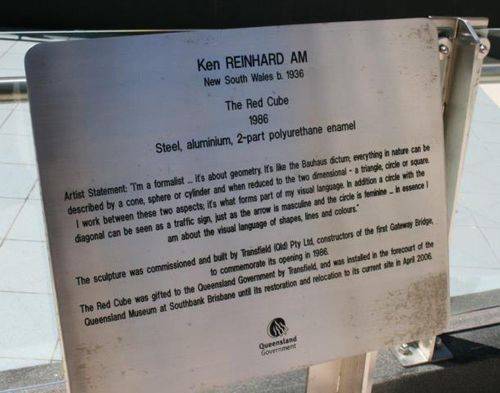 Ken REINHARD AM
New South Wales b. 1936
The Red Cube
1986
Steel, aluminium, 2-part polyurethane enamel
Artist Statement: "I'm a formalist ... it's about geometry. It's like the Bauhaus dictum; everything in nature can be
described by a cone, sphere or cylinder and when reduced to the two dimensional - a triangle, circle or square.
I work between these two aspects; it's what forms part of my visual language. In addition a circle with the
diagonal can be seen as a traffic sign, just as the arrow is masculine and the circle is feminine ... in essence I
am about the visual language of shapes, lines and colours."
The sculpture was commissioned and built by Transfield (Qld) Pty Ltd, constructors of the first Gateway Bridge,
to commemorate its opening in 1986.
The Red Cube was gifted to the Queensland Government by Transfield, and was installed in the forecourt of the
Queensland Museum at Southbank Brisbane until its restoration and relocation to its current site in April 2006.
Queensland
Government